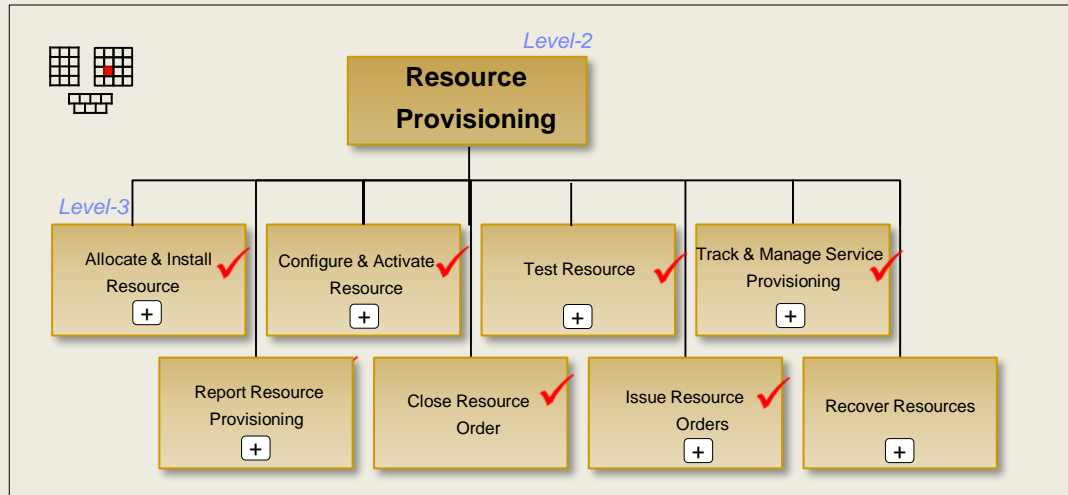 Level-2
Resource
Provisioning
Level-3
Allocate & Install
Resource
+
Configure & Activate
Resource
+
Test Resource
+
Track & Manage Service
Provisioning
+
Report Resource
Provisioning
+
Close Resource
Order
Issue Resource
Orders
+
Recover Resources